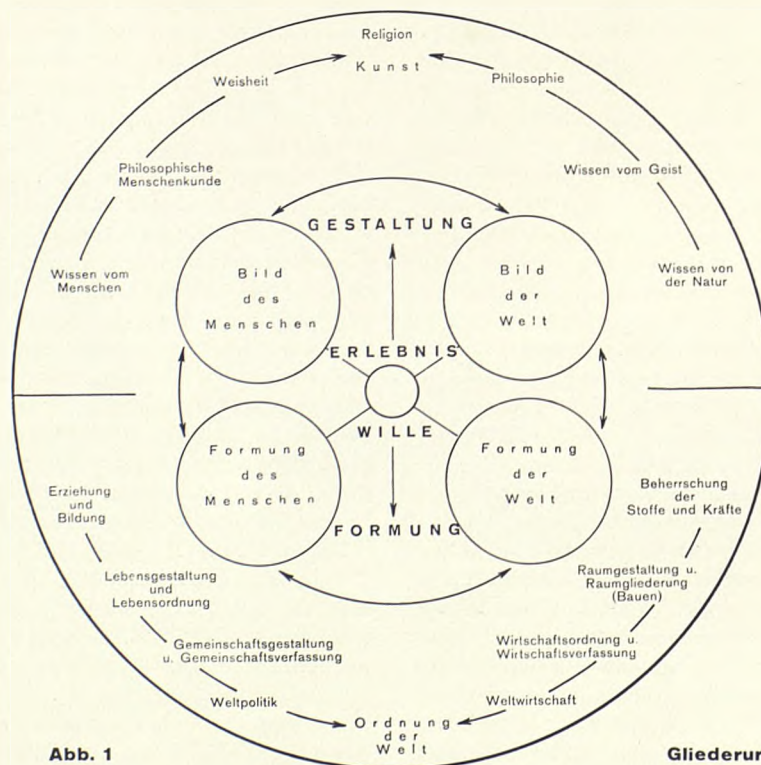 Religion
Kunst
Weisheit
Philosophie
Philosophische
Menschenkunde
Wissen vom Geist
Wissen vom
Menschen
Wissen von
der Natur
GESTALTUNG
Bild
des
Menschen
Bild
der
Welt
ERLEBNIS
WILLE
Formung
des
Menschen
Formung
der
Welt
FORMUNG
Erziehung
und
Bildung
Beherrschung
der
Stoffe und Kräfte
Lebensgestaltung
und
Lebensordnung
Raumgestaltung u.
Raumgliederung
(Bauen)
Gemeinschaftsgestaltung
u. Gemeinschaftsverfassung
Wirtschaftsordnung u.
Wirtschaftsverfassung
Weltpolitik
Weltwirtschaft
Ordnung
der
Welt
Abb. 1